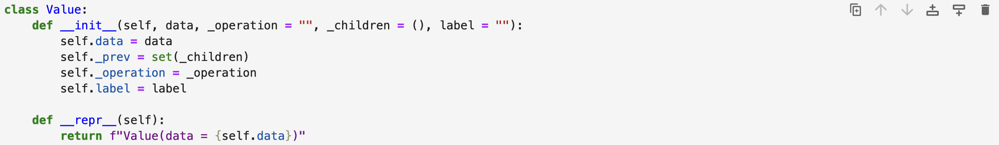 class Value:
    def __init__(self, data, _operation = "", _children = (), label = ""):
        self.data = data
        self._prev = set(_children)
        self._operation = _operation
        self.label = label

    def __repr__(self):
        return f"Value(data = {self.data})"